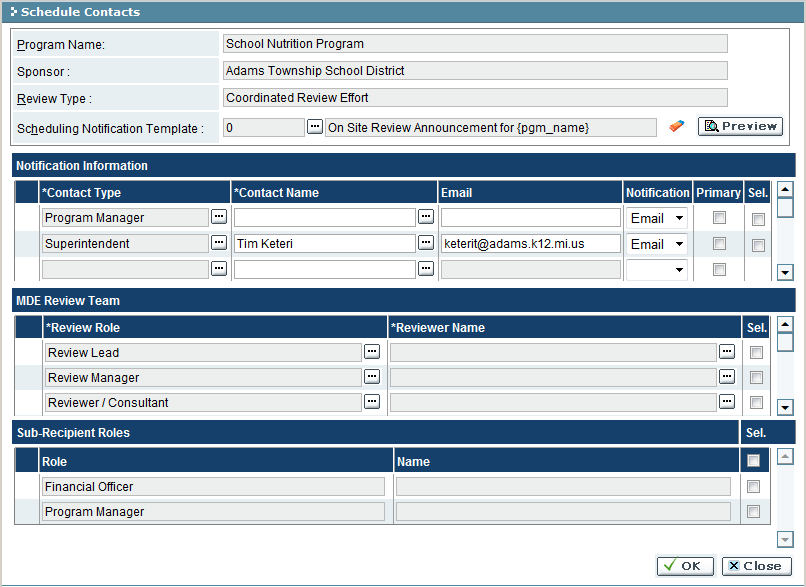 Schedule Contacts
Program Name: School Nutrition Program
Sponsor : Adams Township School District
Review Type : Coordinated Review Effort
Scheduling Notification Template : 0 ... On Site Review Announcement for {pgm_name} Preview
Notification Information
*Contact Type *Contact Name Email Notification Primary Sel.
Program Manager ... ... Email
Superintendent ... Tim Keteri ... keterit@adams.k12.mi.us Email
... ...
MDE Review Team
*Review Role *Reviewer Name Sel.
Review Lead ... ...
Review Manager ... ...
Reviewer / Consultant ... ...
Sub-Recipient Roles Sel.
Role Name
Financial Officer
Program Manager
OK Close